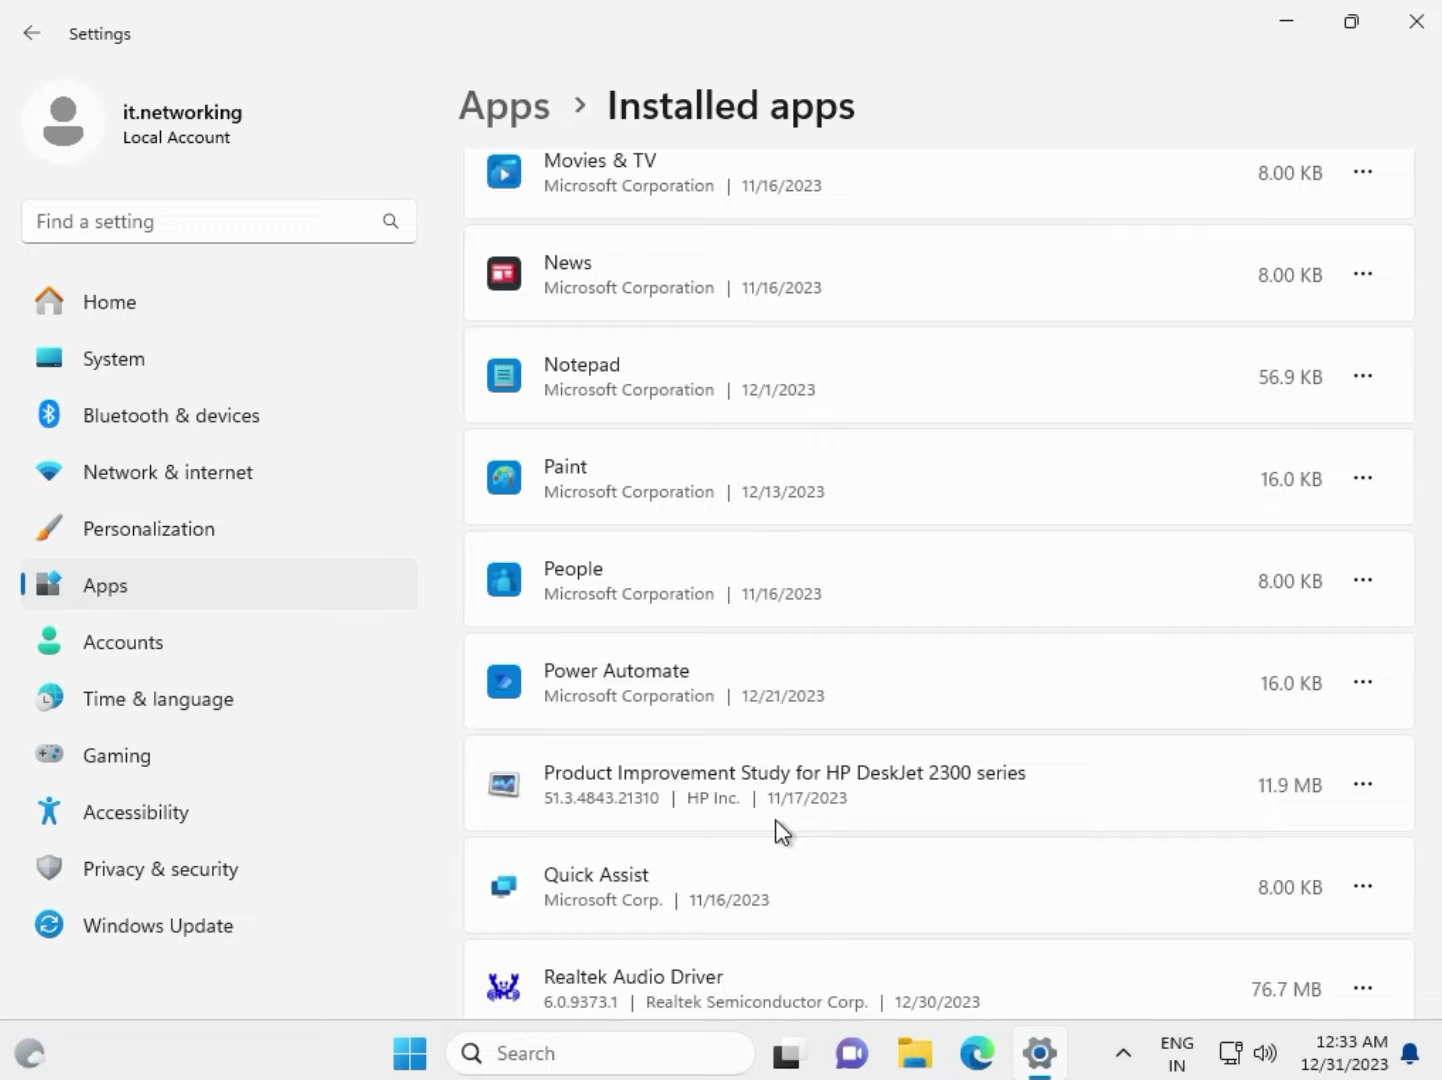 Settings
it.networking
Local Account
Find a setting
Home
System
Bluetooth & devices
Network & internet
Personalization
Apps
Accounts
Time & language
Gaming
Accessibility
Privacy & security
Windows Update
Apps > Installed apps
Movies & TV
Microsoft Corporation | 11/16/2023
8.00 KB
News
Microsoft Corporation | 11/16/2023
8.00 KB
Notepad
Microsoft Corporation | 12/1/2023
56.9 KB
Paint
Microsoft Corporation | 12/13/2023
16.0 KB
People
Microsoft Corporation | 11/16/2023
8.00 KB
Power Automate
Microsoft Corporation | 12/21/2023
16.0 KB
Product Improvement Study for HP DeskJet 2300 series
51.3.4843.21310 | HP Inc. | 11/17/2023
11.9 MB
Quick Assist
Microsoft Corp. | 11/16/2023
8.00 KB
Realtek Audio Driver
6.0.9373.1 | Realtek Semiconductor Corp. | 12/30/2023
76.7 MB
Search
ENG
IN
12:33 AM
12/31/2023